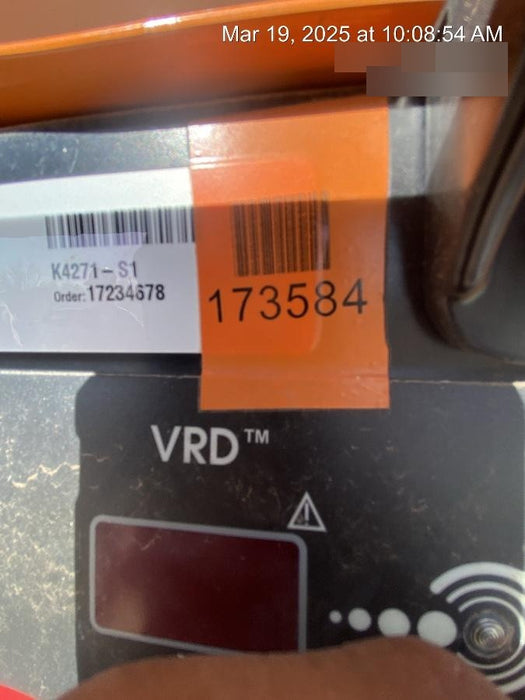 Mar 19, 2025 at 10:08:54 AM
K4271-S1
Order: 17234678
173584
VRD™